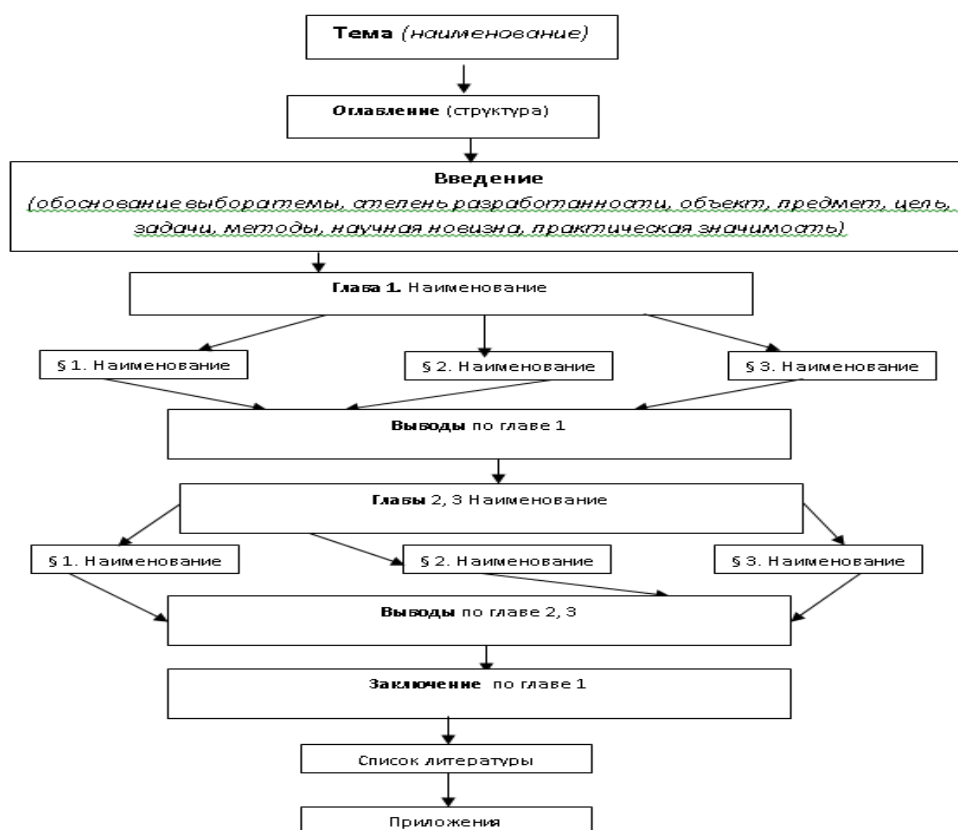 Тема (наименование)
Оглавление (структура)
Введение
(обоснование выбора темы, степень разработанности, объект, предмет, цель,
задачи, методы, научная новизна, практическая значимость)
Глава 1. Наименование
§ 1. Наименование
§ 2. Наименование
§ 3. Наименование
Выводы по главе 1
Главы 2, 3 Наименование
§ 1. Наименование
§ 2. Наименование
§ 3. Наименование
Выводы по главе 2, 3
Заключение по главе 1
Список литературы
Приложения